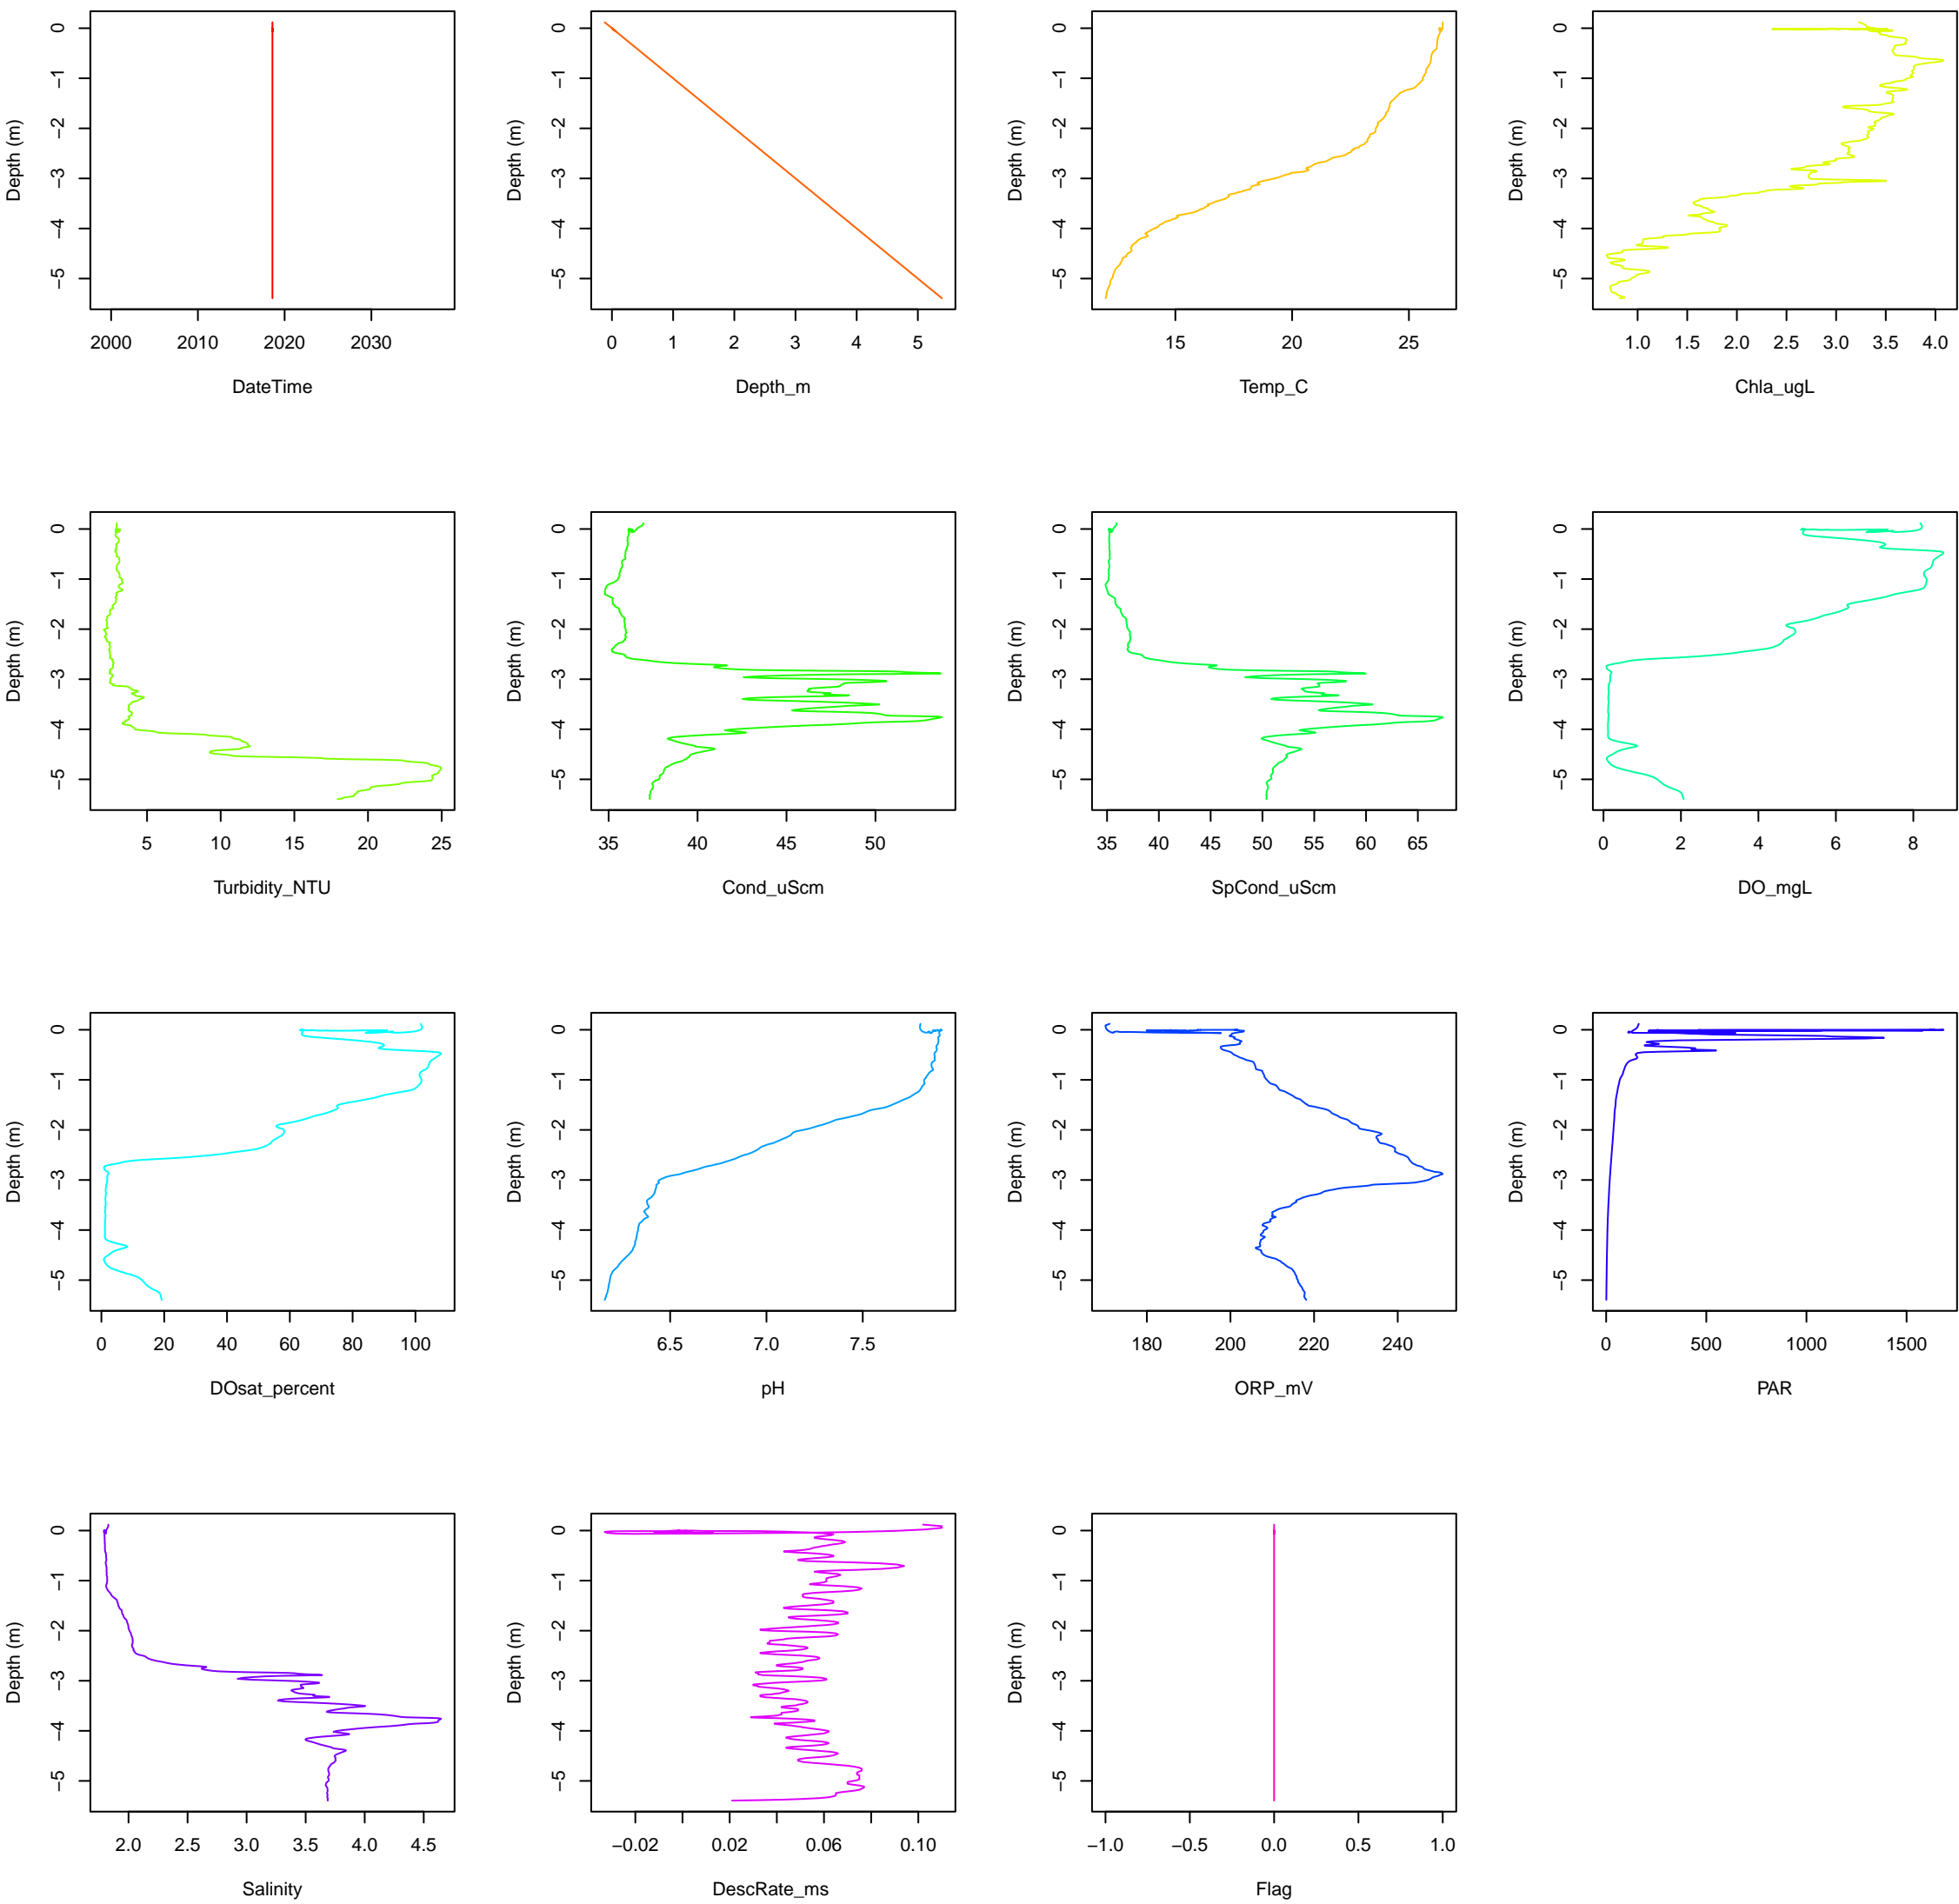 Depth (m) Depth (m) Depth (m) Depth (m)
0 0 0 0
−1 −1 −1 −1
−2 −2 −2 −2
−3 −3 −3 −3
−4 −4 −4 −4
−5 −5 −5 −5
2000 2010 2020 2030 0 1 2 3 4 5 15 20 25 1.0 1.5 2.0 2.5 3.0 3.5 4.0
DateTime Depth_m Temp_C Chla_ugL
Depth (m) Depth (m) Depth (m) Depth (m)
0 0 0 0
−1 −1 −1 −1
−2 −2 −2 −2
−3 −3 −3 −3
−4 −4 −4 −4
−5 −5 −5 −5
5 10 15 20 25 35 40 45 50 35 40 45 50 55 60 65 0 2 4 6 8
Turbidity_NTU Cond_uScm SpCond_uScm DO_mgL
Depth (m) Depth (m) Depth (m) Depth (m)
0 0 0 0
−1 −1 −1 −1
−2 −2 −2 −2
−3 −3 −3 −3
−4 −4 −4 −4
−5 −5 −5 −5
0 20 40 60 80 100 6.5 7.0 7.5 180 200 220 240 0 500 1000 1500
DOsat_percent pH ORP_mV PAR
Depth (m) Depth (m) Depth (m)
0 0 0
−1 −1 −1
−2 −2 −2
−3 −3 −3
−4 −4 −4
−5 −5 −5
2.0 2.5 3.0 3.5 4.0 4.5 −0.02 0.02 0.06 0.10 −1.0 −0.5 0.0 0.5 1.0
Salinity DescRate_ms Flag